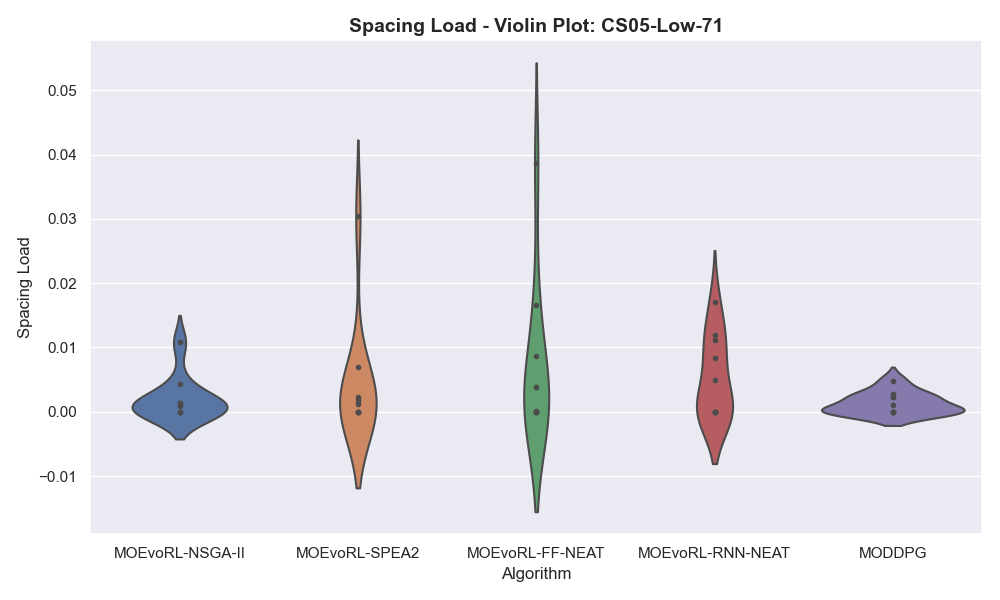 Spacing Load - Violin Plot: CS05-Low-71
0.05
0.04
0.03
0.02
0.01
0.00
−0.01
Spacing Load
MOEvoRL-NSGA-II MOEvoRL-SPEA2 MOEvoRL-FF-NEAT MOEvoRL-RNN-NEAT MODDPG
Algorithm